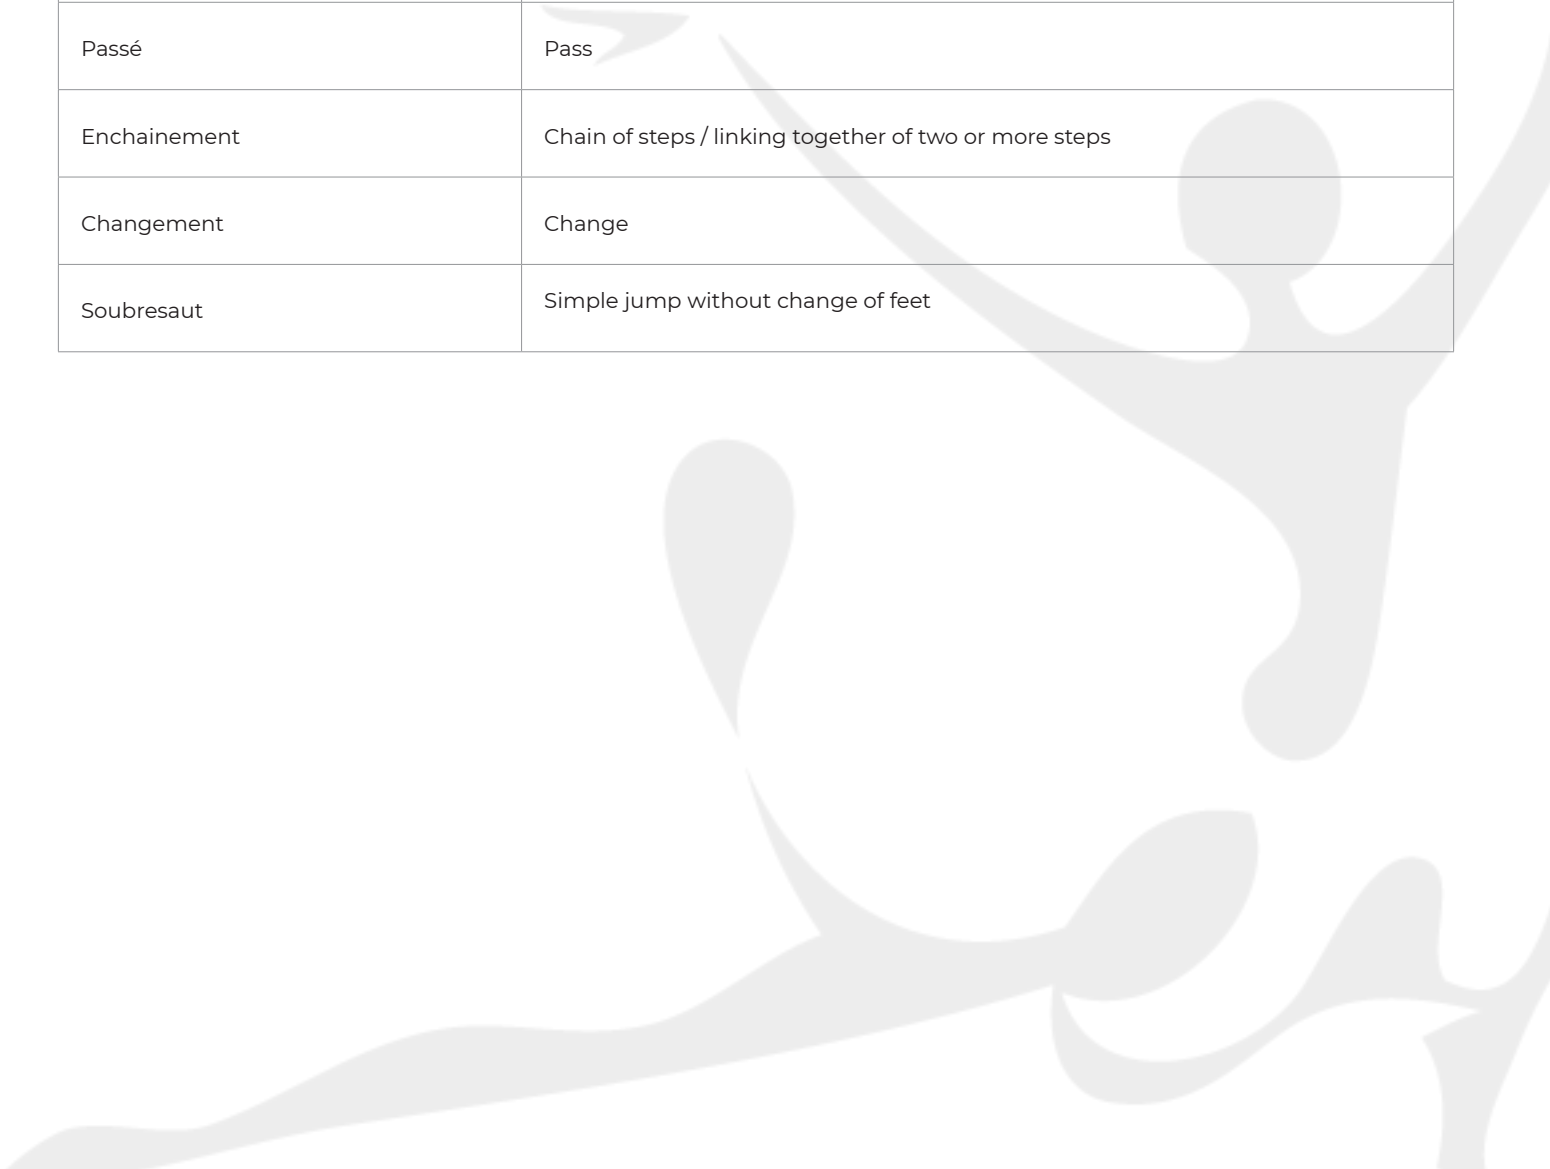 Passé
Pass
Enchainement
Chain of steps / linking together of two or more steps
Changement
Change
Soubresaut
Simple jump without change of feet